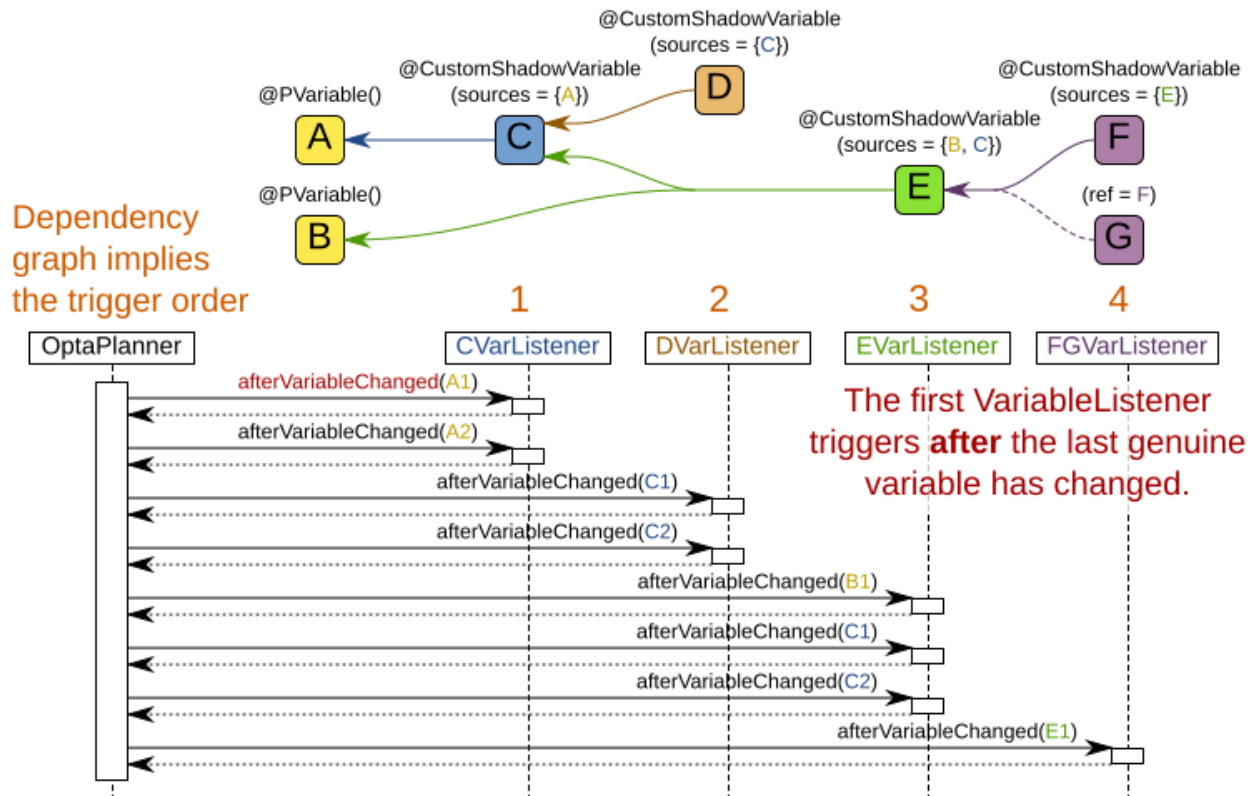 @CustomShadowVariable
(sources = {C})
D
@CustomShadowVariable
(sources = {A})
C
@CustomShadowVariable
(sources = {E})
F
@PVariable()
A
@CustomShadowVariable
(sources = {B, C})
E
@PVariable()
B
(ref = F)
G
Dependency
graph implies
the trigger order
1
2
3
4
OptaPlanner
CVarListener
DVarListener
EVarListener
FGVarListener
afterVariableChanged(A1)
afterVariableChanged(A2)
The first VariableListener
triggers after the last genuine
variable has changed.
afterVariableChanged(C1)
afterVariableChanged(C2)
afterVariableChanged(B1)
afterVariableChanged(C1)
afterVariableChanged(C2)
afterVariableChanged(E1)